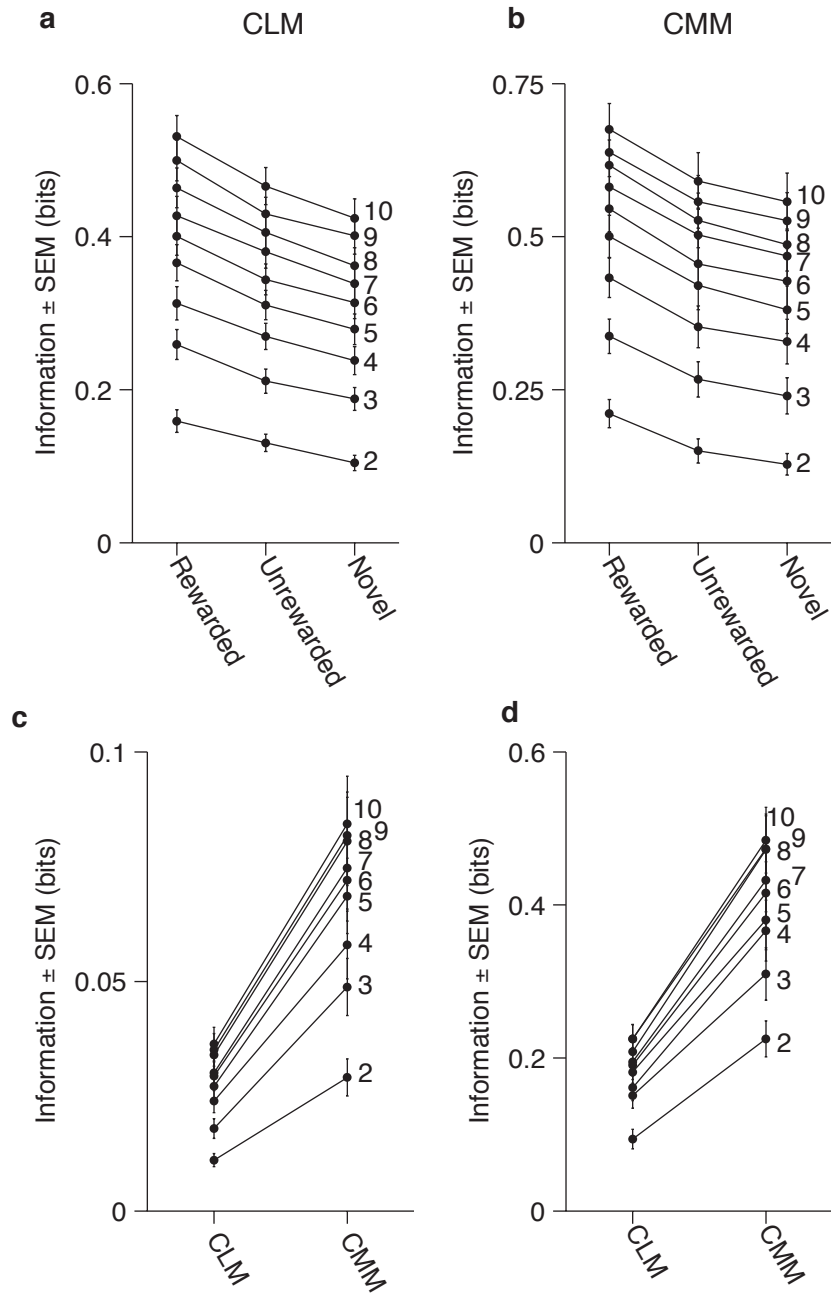 a
CLM
0.6
0.4
0.2
0
Information ± SEM (bits)
10
9
8
7
6
5
4
3
2
Rewarded
Unrewarded
Novel
b
CMM
0.75
0.5
0.25
0
Information ± SEM (bits)
10
9
8
7
6
5
4
3
2
Rewarded
Unrewarded
Novel
c
0.1
0.05
0
Information ± SEM (bits)
10
9
8
7
6
5
4
3
2
CLM
CMM
d
0.6
0.4
0.2
0
Information ± SEM (bits)
10
9
8
7
6
5
4
3
2
CLM
CMM